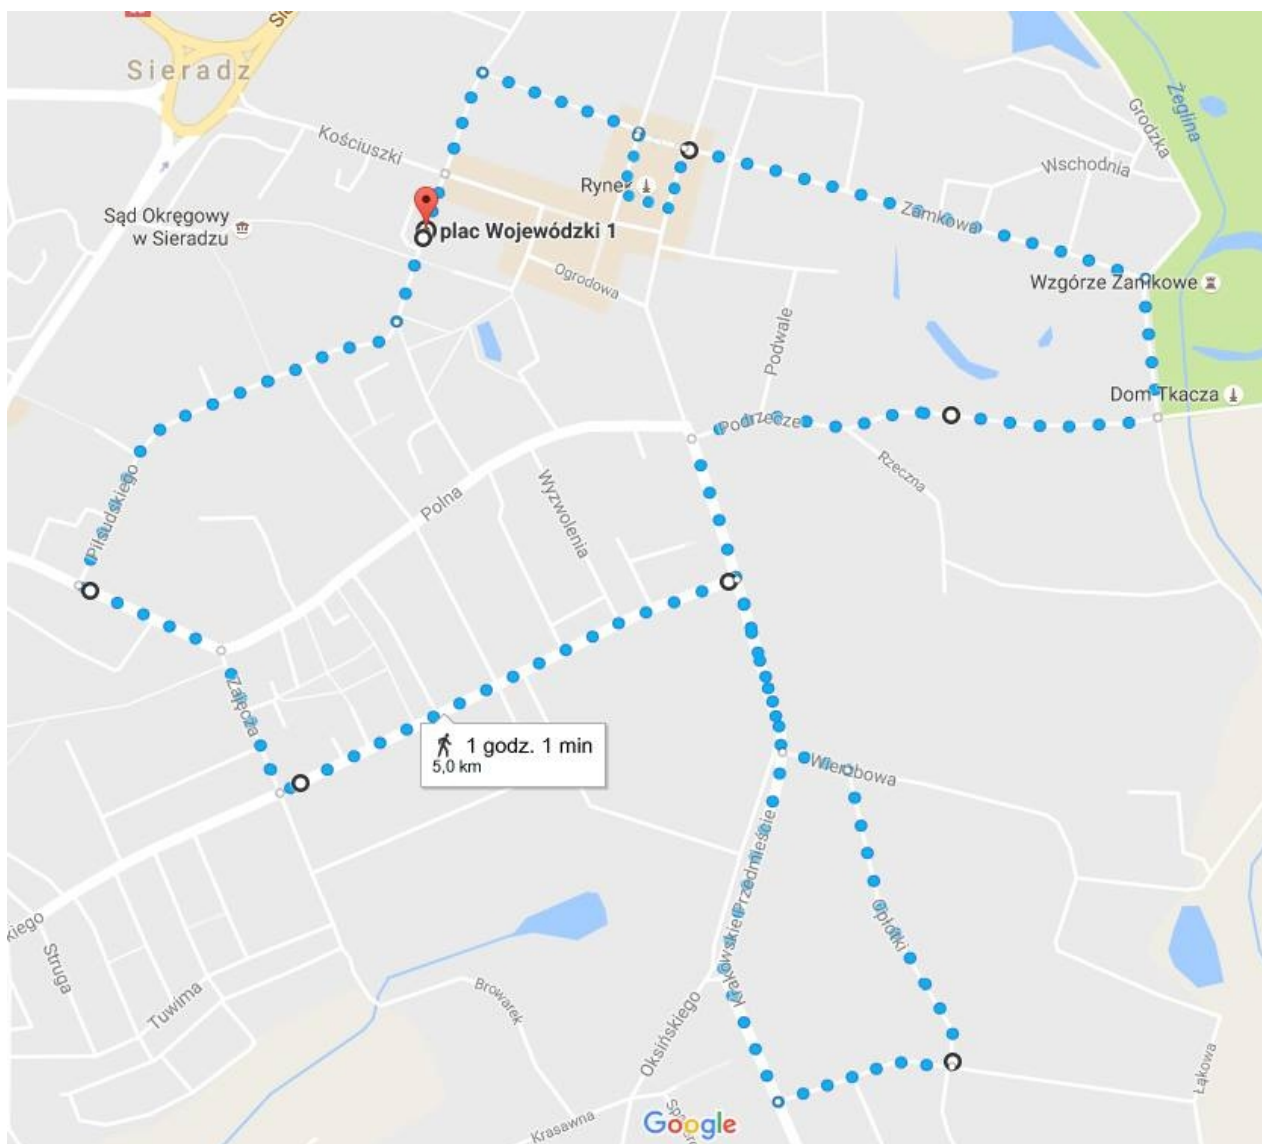 Sieradz
Kościuszki
Grodzka
Żeglina
Wschodnia
Rynek
Sąd Okręgowy
w Sieradzu
plac Wojewódzki 1
Zamkowa
Ogrodowa
Wzgórze Zamkowe
Podwale
Dom Tkacza
Podrzecze
Rzeczna
Polna
Wyzwolenia
Piłsudskiego
Zajęcza
1 godz. 1 min
5,0 km
Wierzbowa
Krakowskie Przedmieście
Opłotki
kiego
Struga
Tuwima
Browarek
Oksińskiego
Łąkowa
Krasawna
Google